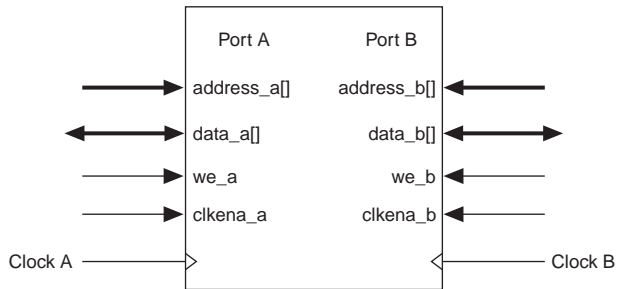 Port A Port B
address_a[] address_b[]
data_a[] data_b[]
we_a we_b
clkena_a clkena_b
Clock A Clock B